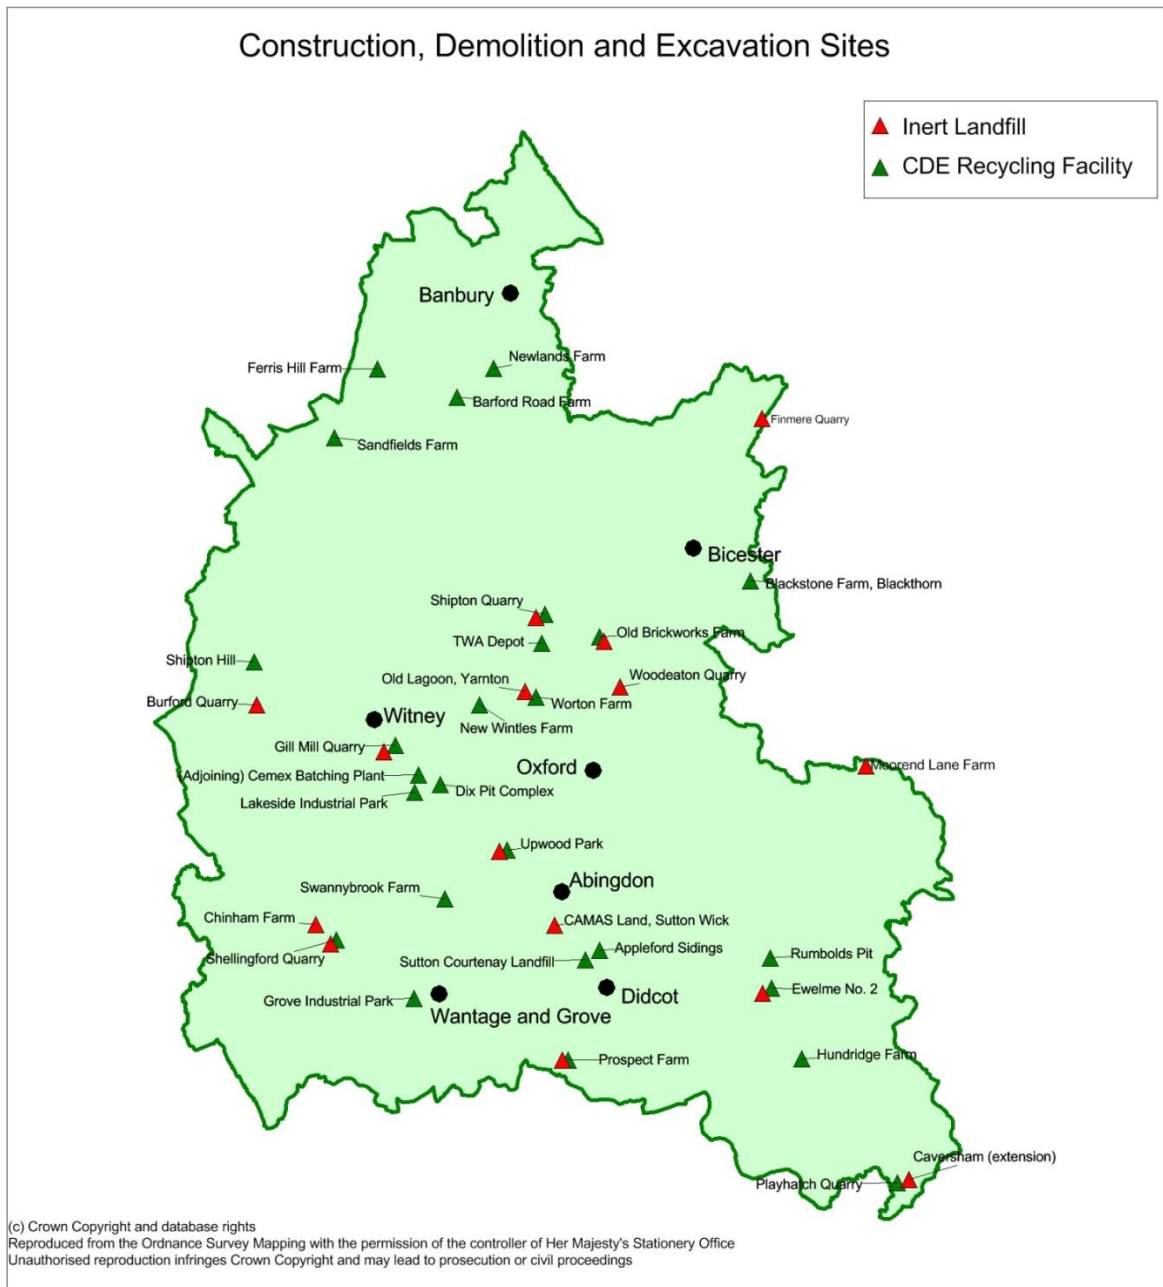 Construction, Demolition and Excavation Sites
Inert Landfill
CDE Recycling Facility
Banbury
Newlands Farm
Ferris Hill Farm
Barford Road Farm
Finmere Quarry
Sandfields Farm
Bicester
Blackstone Farm, Blackthorn
Shipton Quarry
Old Brickworks Farm
TWA Depot
Shipton Hill
Woodeaton Quarry
Old Lagoon, Yarnton
Burford Quarry
Worton Farm
Witney
New Wintles Farm
Gill Mill Quarry
Moorend Lane Farm
Oxford
(Adjoining) Cemex Batching Plant
Dix Pit Complex
Lakeside Industrial Park
Upwood Park
Abingdon
Swannybrook Farm
Chinham Farm
CAMAS Land, Sutton Wick
Appleford Sidings
Rumbolds Pit
Shellingford Quarry
Sutton Courtenay Landfill
Ewelme No. 2
Didcot
Grove Industrial Park
Wantage and Grove
Hundridge Farm
Prospect Farm
Caversham (extension)
Playhatch Quarry
(c) Crown Copyright and database rights
Reproduced from the Ordnance Survey Mapping with the permission of the controller of Her Majesty's Stationery Office
Unauthorised reproduction infringes Crown Copyright and may lead to prosecution or civil proceedings